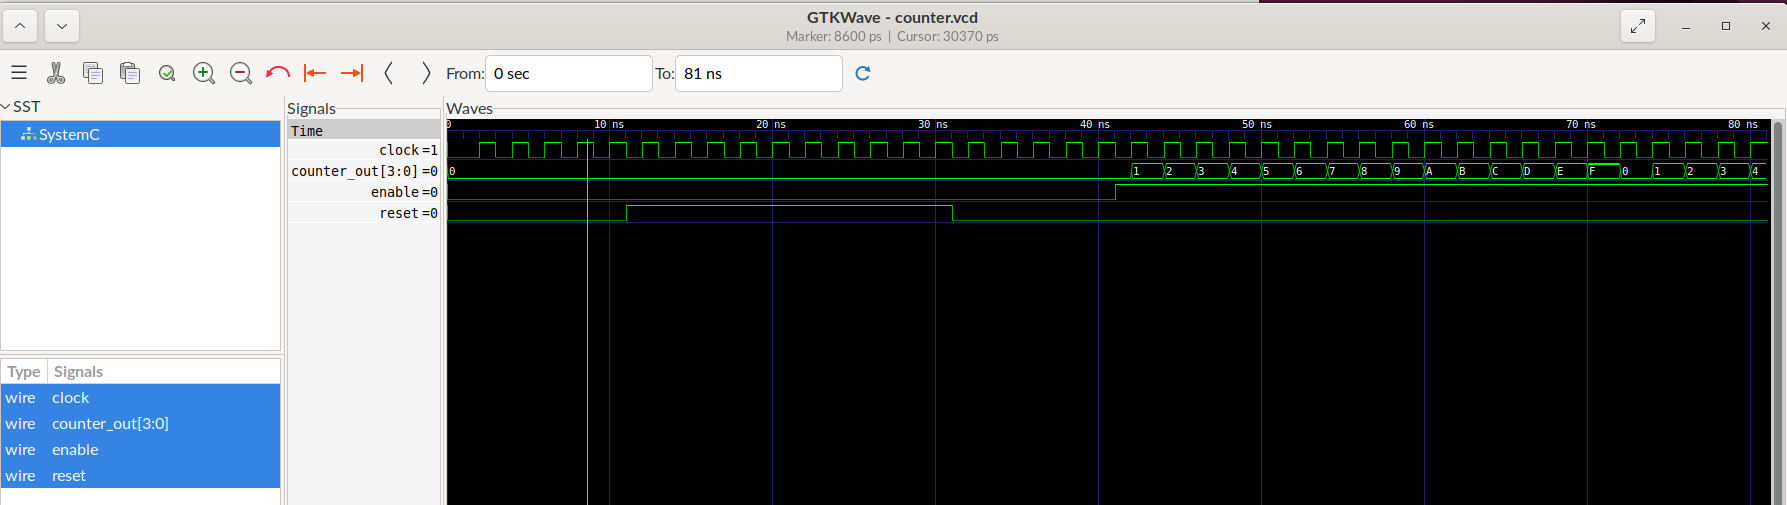 GTKWave - counter.vcd
Marker: 8600 ps | Cursor: 30370 ps
From: 0 sec To: 81 ns
SST
SystemC
Type Signals
wire clock
wire counter_out[3:0]
wire enable
wire reset
Signals
Time
clock=1
counter_out[3:0]=0
enable=0
reset=0
Waves
0 10 ns 20 ns 30 ns 40 ns 50 ns 60 ns 70 ns 80 ns
0 1 2 3 4 5 6 7 8 9 A B C D E F 0 1 2 3 4